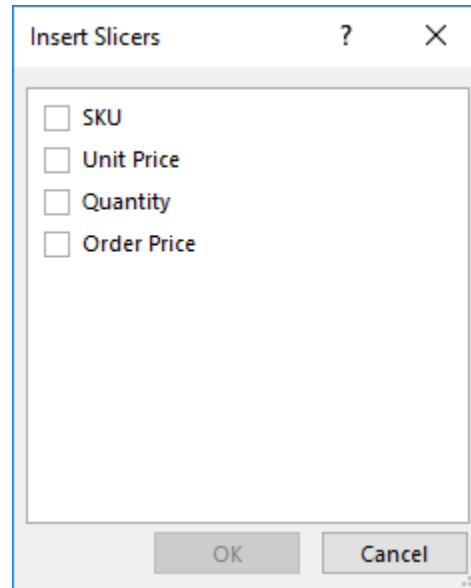 Insert Slicers ?
SKU
Unit Price
Quantity
Order Price
OK Cancel